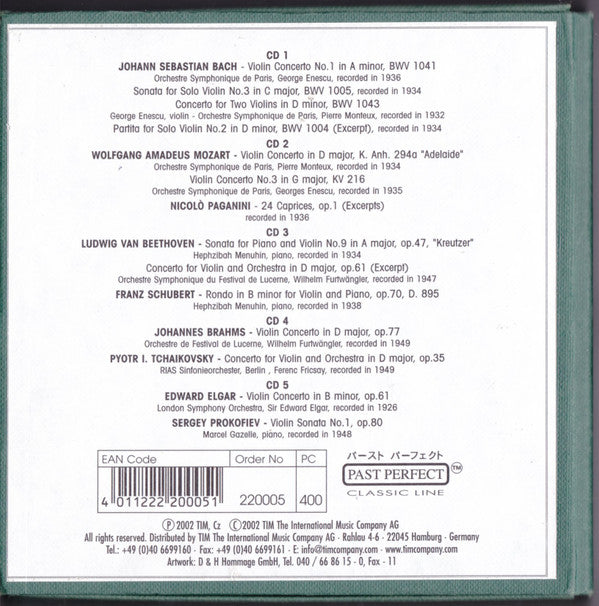 CD 1
JOHANN SEBASTIAN BACH - Violin Concerto No.1 in A minor, BWV 1041
Orchestre Symphonique de Paris, George Enescu, recorded in 1936
Sonata for Solo Violin No.3 in C major, BWV 1005, recorded in 1934
Concerto for Two Violins in D minor, BWV 1043
George Enescu, violin - Orchestre Symphonique de Paris, Pierre Monteux, recorded in 1932
Partita for Solo Violin No.2 in D minor, BWV 1004 (Excerpt), recorded in 1934
CD 2
WOLFGANG AMADEUS MOZART - Violin Concerto in D major, K. Anh. 294a "Adelaide"
Orchestre Symphonique de Paris, Pierre Monteux, recorded in 1934
Violin Concerto No.3 in G major, KV 216
Orchestre Symphonique de Paris, Georges Enescu, recorded in 1935
NICOLÒ PAGANINI - 24 Caprices, op.1 (Excerpts)
recorded in 1936
CD 3
LUDWIG VAN BEETHOVEN - Sonata for Piano and Violin No.9 in A major, op.47, "Kreutzer"
Hephzibah Menuhin, piano, recorded in 1934
Concerto for Violin and Orchestra in D major, op.61 (Excerpt)
Orchestre Symphonique du Festival de Lucerne, Wilhelm Furtwängler, recorded in 1947
FRANZ SCHUBERT - Rondo in B minor for Violin and Piano, op.70, D. 895
Hephzibah Menuhin, piano, recorded in 1938
CD 4
JOHANNES BRAHMS - Violin Concerto in D major, op.77
Orchestre de Festival de Lucerne, Wilhelm Furtwängler, recorded in 1949
PYOTR I. TCHAIKOVSKY - Concerto for Violin and Orchestra in D major, op.35
RIAS Sinfonieorchester, Berlin , Ferenc Fricsay, recorded in 1949
CD 5
EDWARD ELGAR - Violin Concerto in B minor, op.61
London Symphony Orchestra, Sir Edward Elgar, recorded in 1926
SERGEY PROKOFIEV - Violin Sonata No.1, op.80
Marcel Gazelle, piano, recorded in 1948
EAN Code Order No PC
4 011222 200051 220005 400
パースト パーフェクト
PAST PERFECT TM
CLASSIC LINE
Ⓟ 2002 TIM, Cz ©2002 TIM The International Music Company AG
All rights reserved. Distributed by TIM The International Music Company AG · Rahlau 4-6 · 22045 Hamburg · Germany
Tel.: +49 (0)40 6699160 · Fax: +49 (0)40 6699161 · E-Mail: info@timcompany.com · www.timcompany.com
Artwork: D & H Hommage GmbH, Tel. 040 / 66 86 15 - 0, Fax - 11